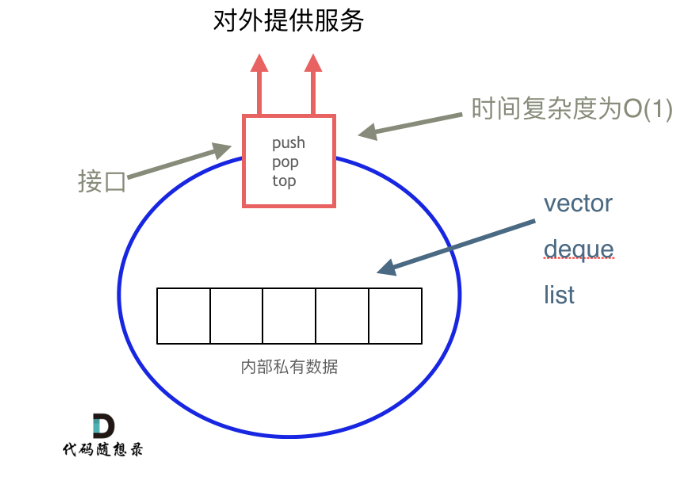 对外提供服务
时间复杂度为O(1)
push
pop
top
接口
vector
deque
list
内部私有数据
代码随想录